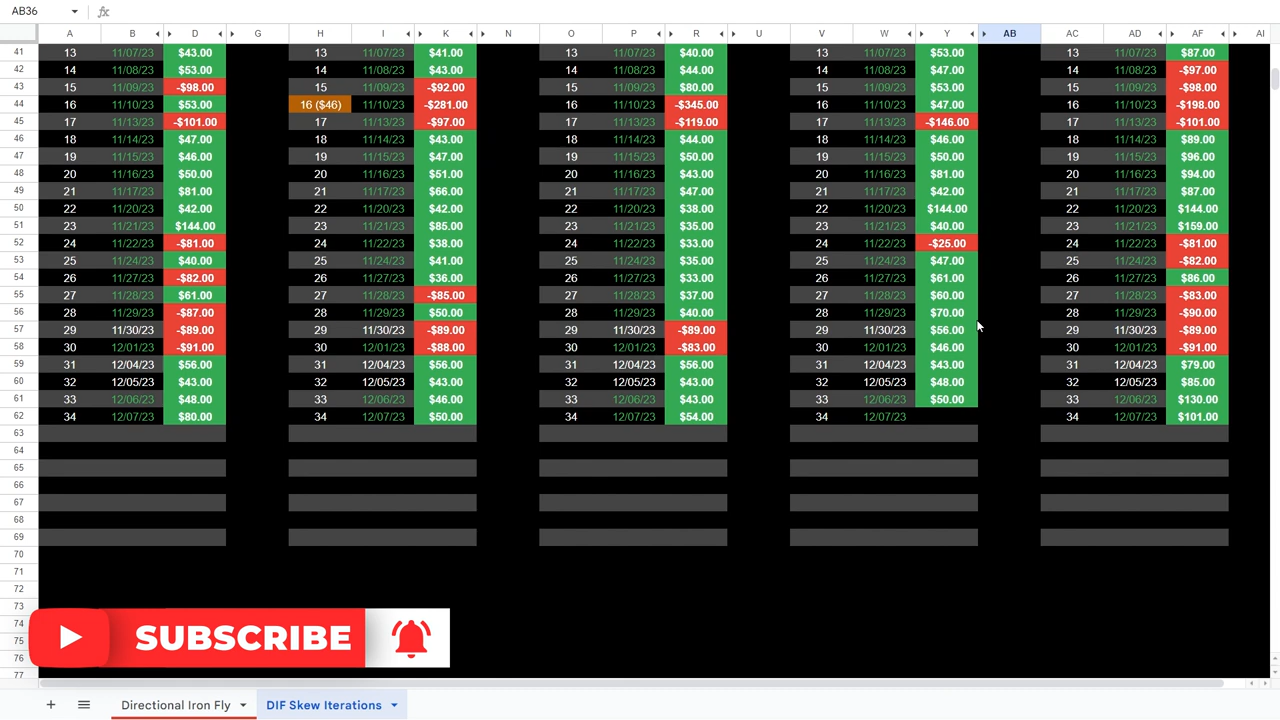 AB36 fx
A B D G H I K N O P R U V W Y AB AC AD AF AI
41 13 11/07/23 $43.00 13 11/07/23 $41.00 13 11/07/23 $40.00 13 11/07/23 $53.00 13 11/07/23 $87.00
42 14 11/08/23 $53.00 14 11/08/23 $43.00 14 11/08/23 $44.00 14 11/08/23 $47.00 14 11/08/23 -$97.00
43 15 11/09/23 -$98.00 15 11/09/23 -$92.00 15 11/09/23 $80.00 15 11/09/23 $53.00 15 11/09/23 -$98.00
44 16 11/10/23 $53.00 16 ($46) 11/10/23 -$281.00 16 11/10/23 -$345.00 16 11/10/23 $47.00 16 11/10/23 -$198.00
45 17 11/13/23 -$101.00 17 11/13/23 -$97.00 17 11/13/23 -$119.00 17 11/13/23 -$146.00 17 11/13/23 -$101.00
46 18 11/14/23 $47.00 18 11/14/23 $43.00 18 11/14/23 $44.00 18 11/14/23 $46.00 18 11/14/23 $89.00
47 19 11/15/23 $46.00 19 11/15/23 $47.00 19 11/15/23 $50.00 19 11/15/23 $50.00 19 11/15/23 $96.00
48 20 11/16/23 $50.00 20 11/16/23 $51.00 20 11/16/23 $43.00 20 11/16/23 $81.00 20 11/16/23 $94.00
49 21 11/17/23 $81.00 21 11/17/23 $66.00 21 11/17/23 $47.00 21 11/17/23 $42.00 21 11/17/23 $87.00
50 22 11/20/23 $42.00 22 11/20/23 $42.00 22 11/20/23 $38.00 22 11/20/23 $144.00 22 11/20/23 $144.00
51 23 11/21/23 $144.00 23 11/21/23 $85.00 23 11/21/23 $35.00 23 11/21/23 $40.00 23 11/21/23 $159.00
52 24 11/22/23 -$81.00 24 11/22/23 $38.00 24 11/22/23 $33.00 24 11/22/23 -$25.00 24 11/22/23 -$81.00
53 25 11/24/23 $40.00 25 11/24/23 $41.00 25 11/24/23 $35.00 25 11/24/23 $47.00 25 11/24/23 -$82.00
54 26 11/27/23 -$82.00 26 11/27/23 $36.00 26 11/27/23 $33.00 26 11/27/23 $61.00 26 11/27/23 $86.00
55 27 11/28/23 $61.00 27 11/28/23 -$85.00 27 11/28/23 $37.00 27 11/28/23 $60.00 27 11/28/23 -$83.00
56 28 11/29/23 -$87.00 28 11/29/23 $50.00 28 11/29/23 $40.00 28 11/29/23 $70.00 28 11/29/23 -$90.00
57 29 11/30/23 -$89.00 29 11/30/23 -$89.00 29 11/30/23 -$89.00 29 11/30/23 $56.00 29 11/30/23 -$89.00
58 30 12/01/23 -$91.00 30 12/01/23 -$88.00 30 12/01/23 -$83.00 30 12/01/23 $46.00 30 12/01/23 -$91.00
59 31 12/04/23 $56.00 31 12/04/23 $56.00 31 12/04/23 $56.00 31 12/04/23 $43.00 31 12/04/23 $79.00
60 32 12/05/23 $43.00 32 12/05/23 $43.00 32 12/05/23 $43.00 32 12/05/23 $48.00 32 12/05/23 $85.00
61 33 12/06/23 $48.00 33 12/06/23 $46.00 33 12/06/23 $43.00 33 12/06/23 $50.00 33 12/06/23 $130.00
62 34 12/07/23 $80.00 34 12/07/23 $50.00 34 12/07/23 $54.00 34 12/07/23 34 12/07/23 $101.00
63
64
65
66
67
68
69
70
71
72
73
74
75
76
77
SUBSCRIBE
Directional Iron Fly DIF Skew Iterations